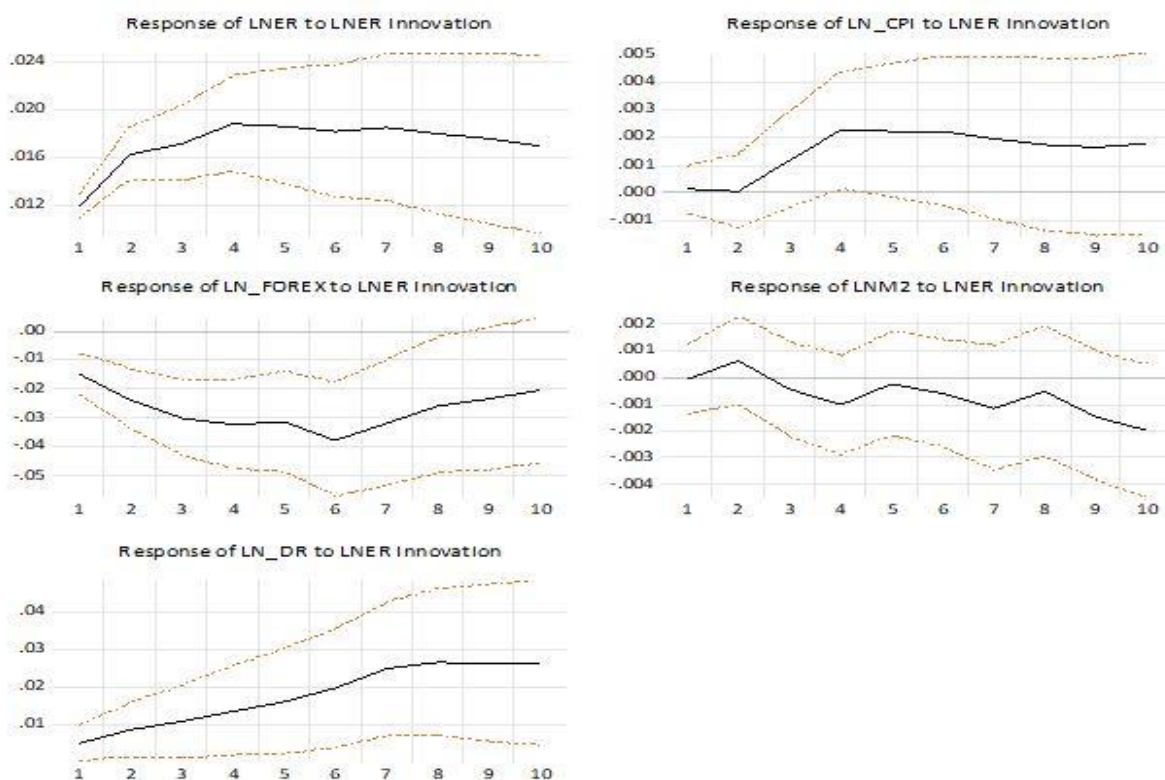 Response of LNER to LNER Innovation
.024
.020
.016
.012
1 2 3 4 5 6 7 8 9 10
Response of LN_CPI to LNER Innovation
.005
.004
.003
.002
.001
.000
-.001
1 2 3 4 5 6 7 8 9 10
Response of LN_FOREX to LNER Innovation
.00
-.01
-.02
-.03
-.04
-.05
1 2 3 4 5 6 7 8 9 10
Response of LNM2 to LNER Innovation
.002
.001
.000
-.001
-.002
-.003
-.004
1 2 3 4 5 6 7 8 9 10
Response of LN_DR to LNER Innovation
.04
.03
.02
.01
1 2 3 4 5 6 7 8 9 10